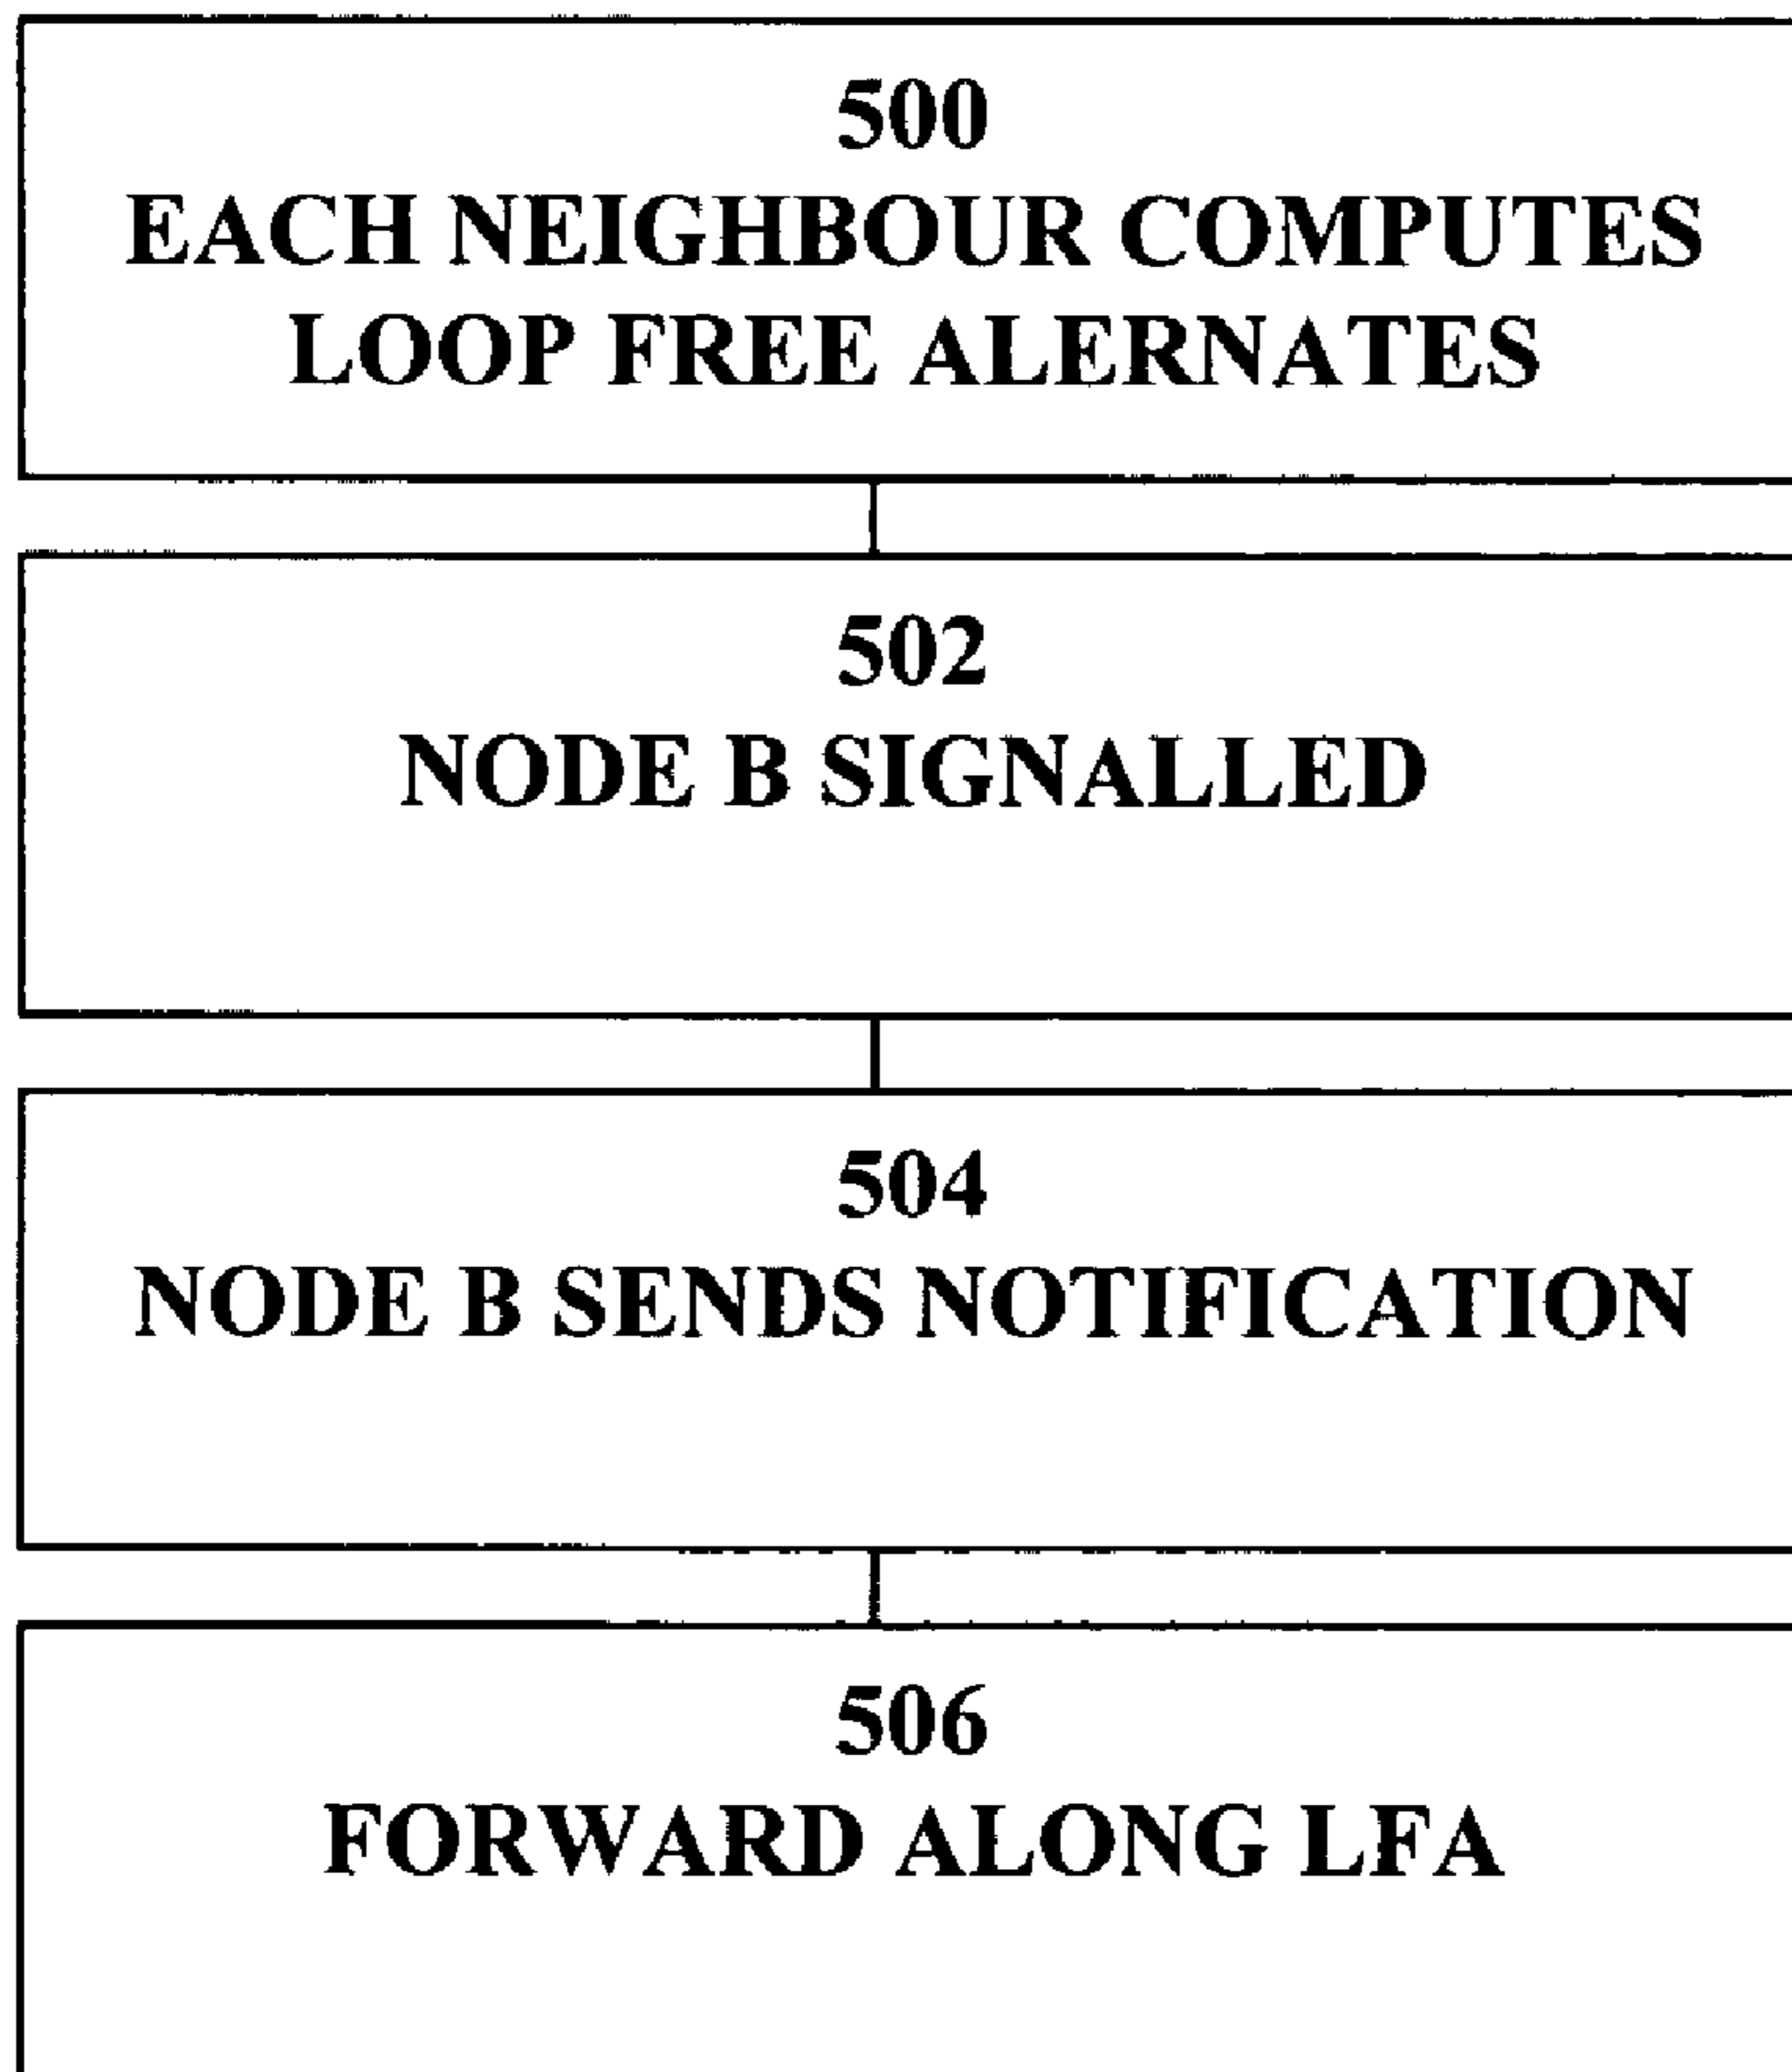 500
EACH NEIGHBOUR COMPUTES
LOOP FREE ALERNATES
502
NODE B SIGNALLED
504
NODE B SENDS NOTIFICATION
506
FORWARD ALONG LFA